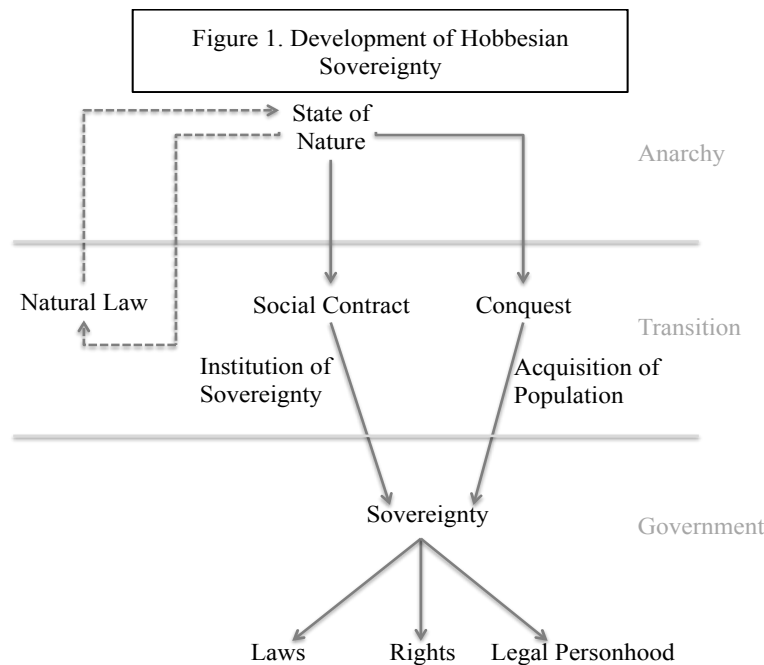 Figure 1. Development of Hobbesian
Sovereignty
State of
Nature
Anarchy
Natural Law
Social Contract
Conquest
Transition
Institution of
Sovereignty
Acquisition of
Population
Sovereignty
Government
Laws
Rights
Legal Personhood